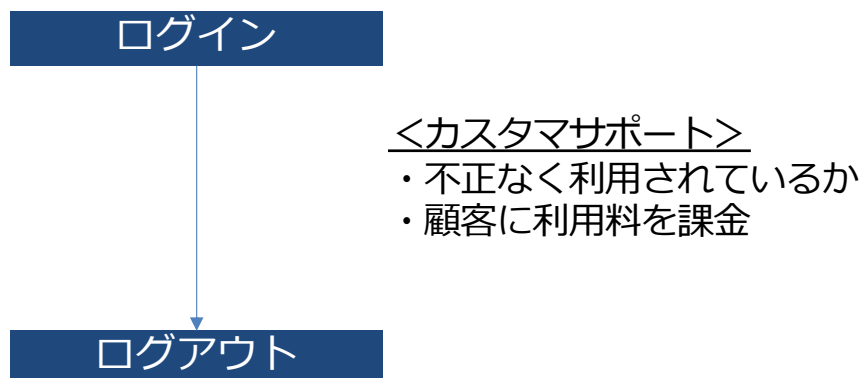 ログイン
＜カスタマサポート＞
・不正なく利用されているか
・顧客に利用料を課金
ログアウト